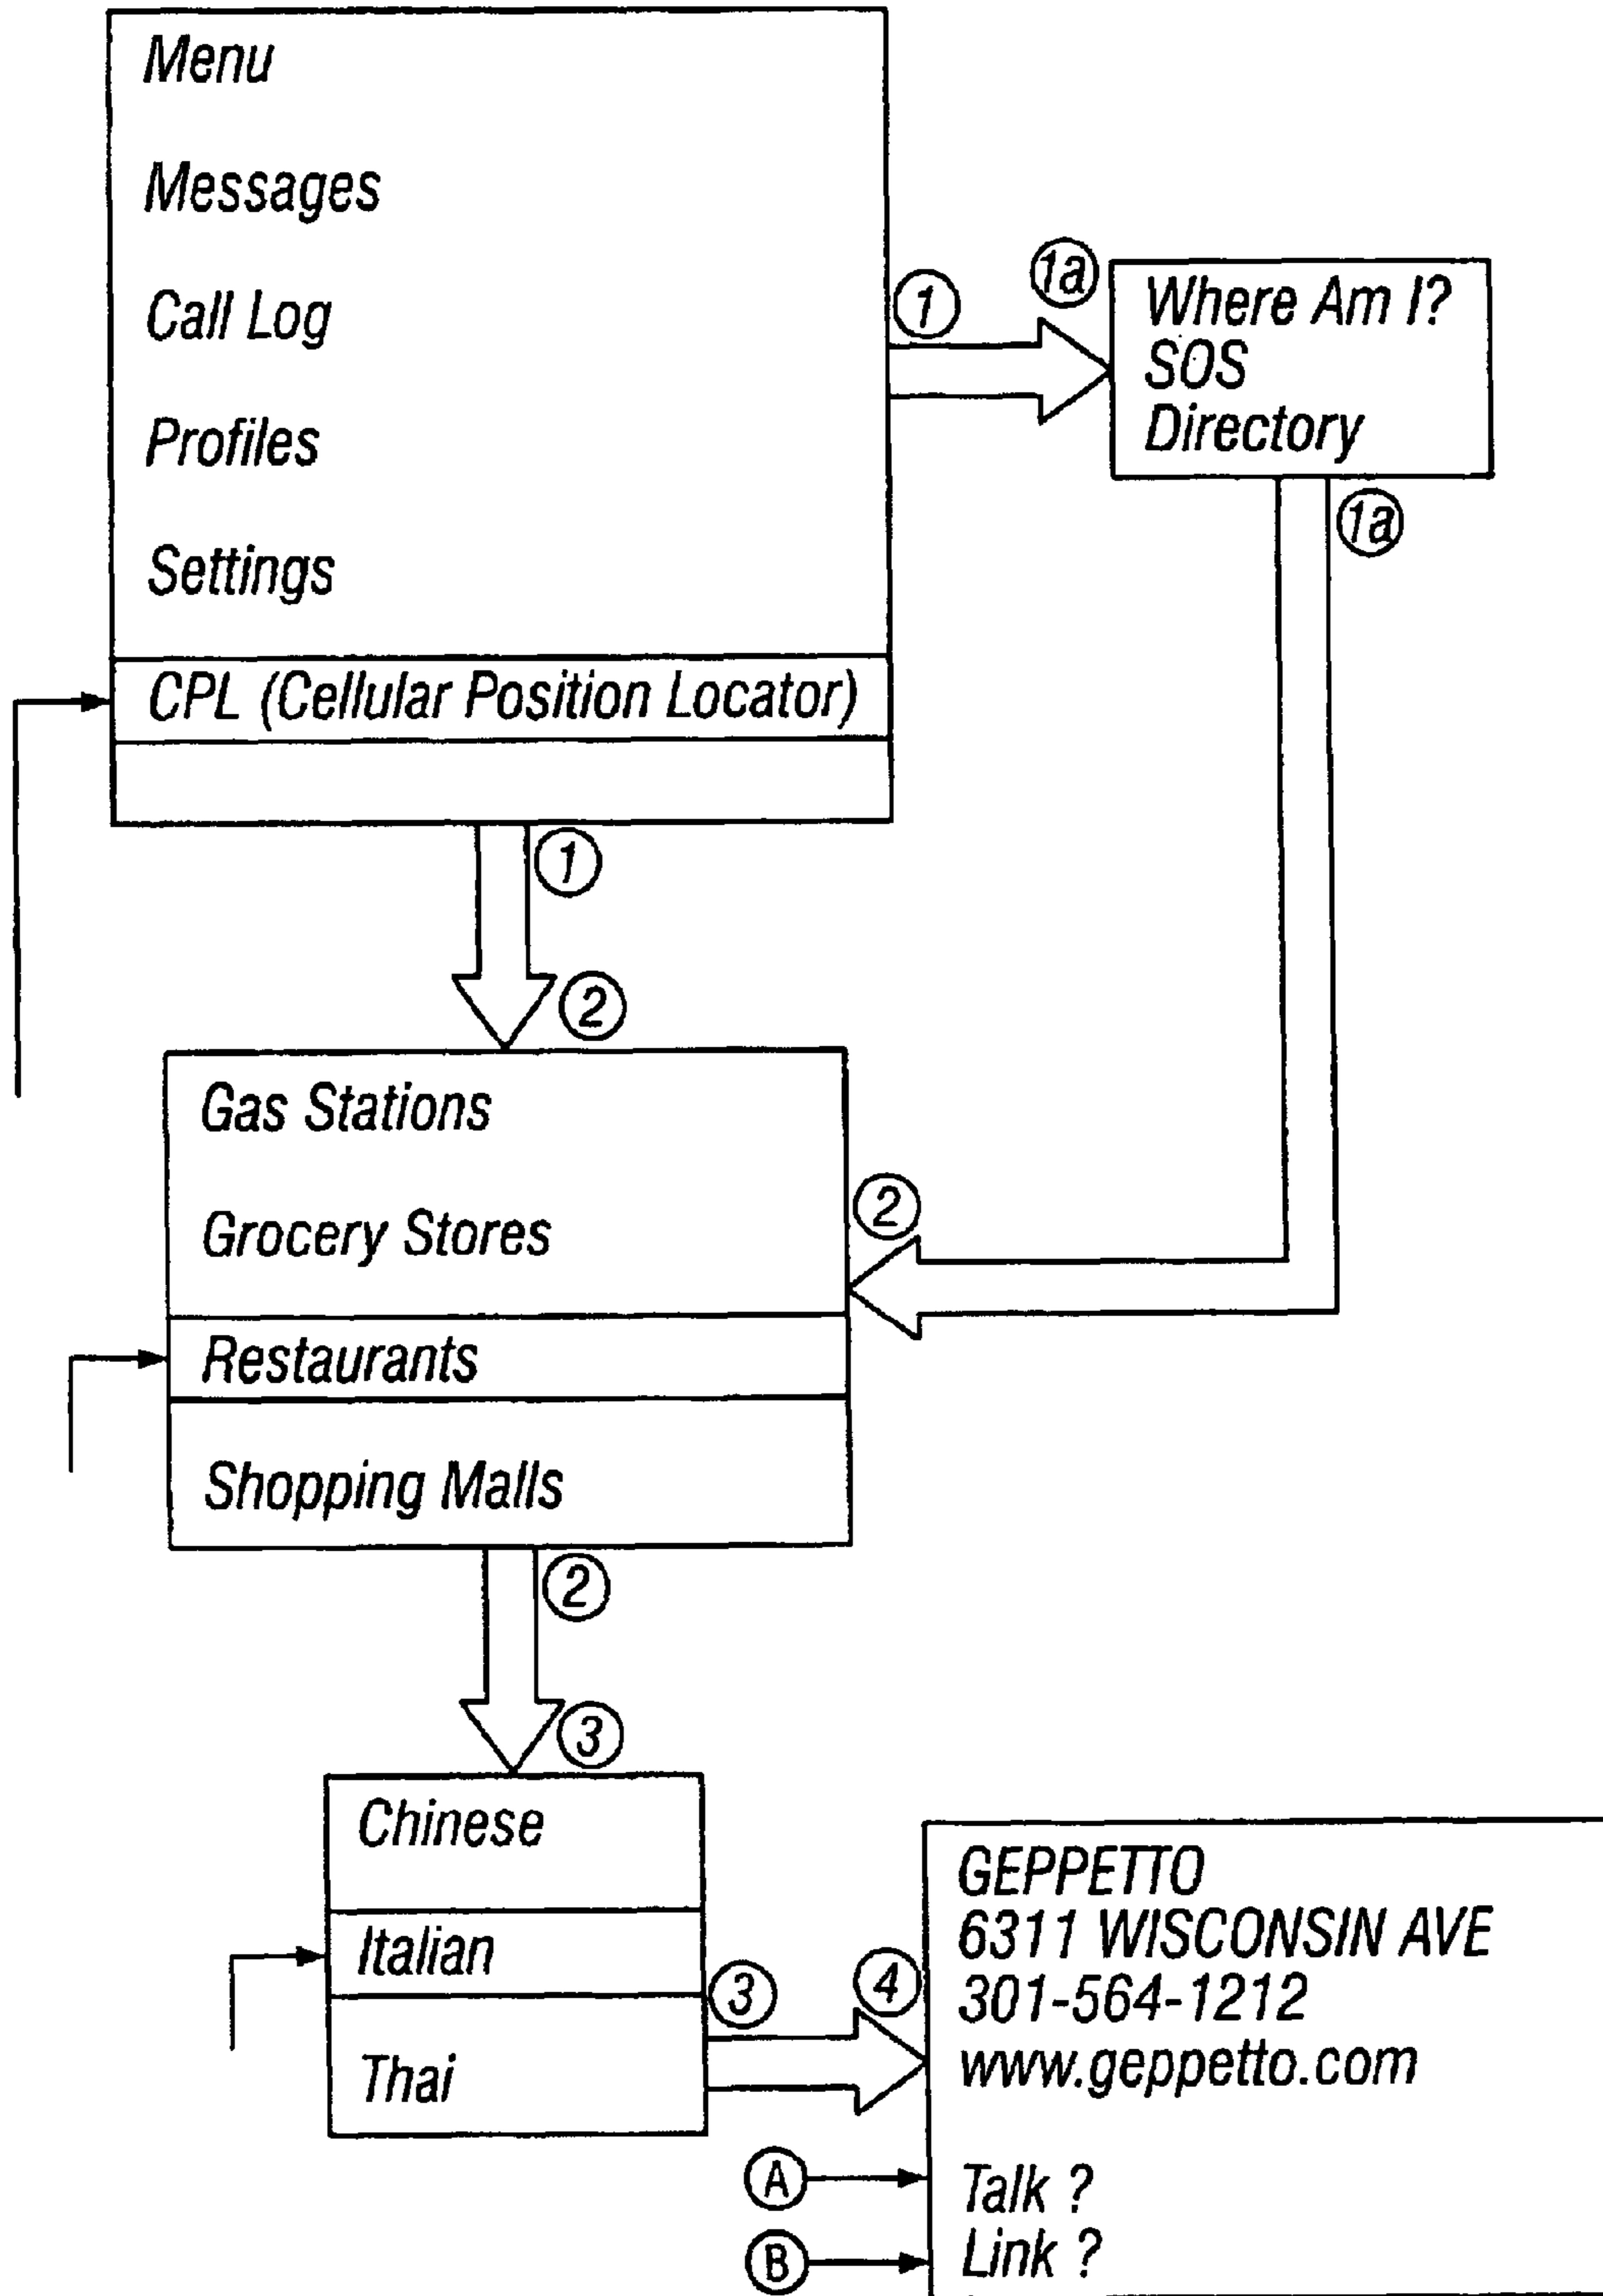 Menu
Messages
Call Log
Profiles
Settings
CPL (Cellular Position Locator)
1
1a
Where Am I?
SOS
Directory
1a
1
2
Gas Stations
Grocery Stores
Restaurants
Shopping Malls
2
2
3
Chinese
Italian
Thai
3
4
GEPPETTO
6311 WISCONSIN AVE
301-564-1212
www.geppetto.com
A
Talk ?
B
Link ?